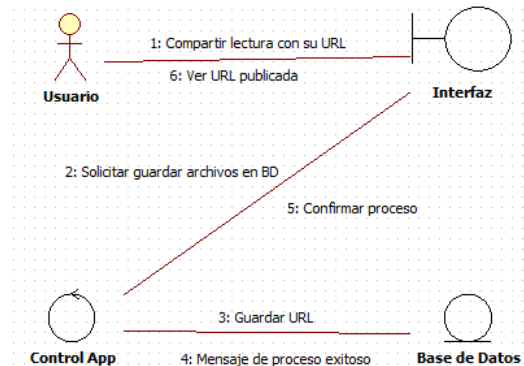 1: Compartir lectura con su URL
6: Ver URL publicada
Usuario
Interfaz
2: Solicitar guardar archivos en BD
5: Confirmar proceso
3: Guardar URL
Control App
4: Mensaje de proceso exitoso
Base de Datos